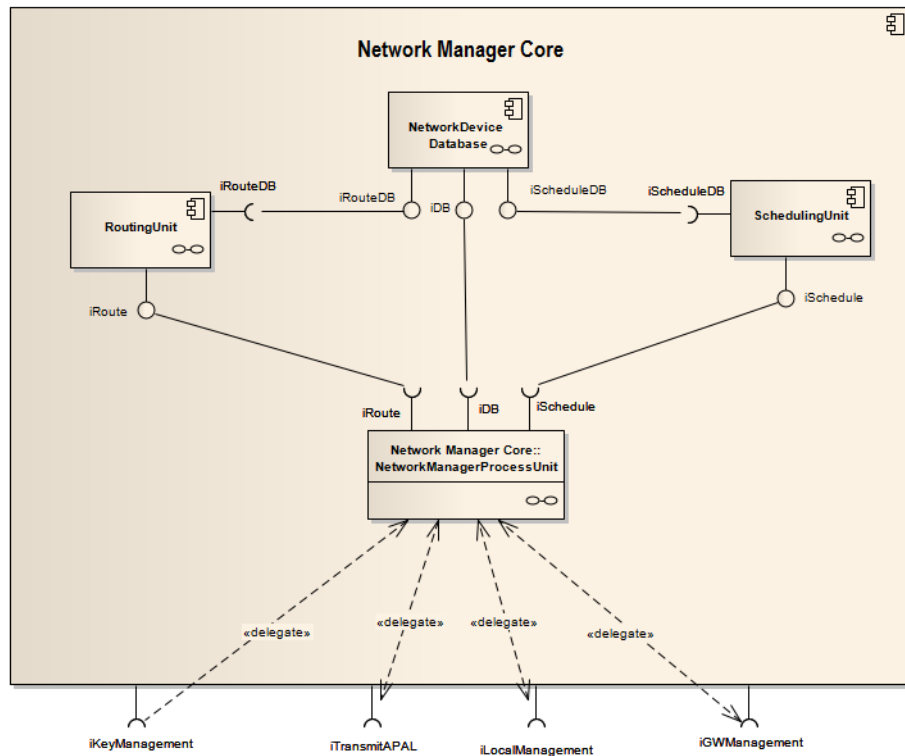 Network Manager Core
NetworkDevice
Database
iRouteDB
iRouteDB
iDB
iScheduleDB
iScheduleDB
RoutingUnit
SchedulingUnit
iRoute
iSchedule
iRoute
iDB
iSchedule
Network Manager Core::
NetworkManagerProcessUnit
«delegate»
«delegate»
«delegate»
«delegate»
iKeyManagement
iTransmitAPAL
iLocalManagement
iGWManagement